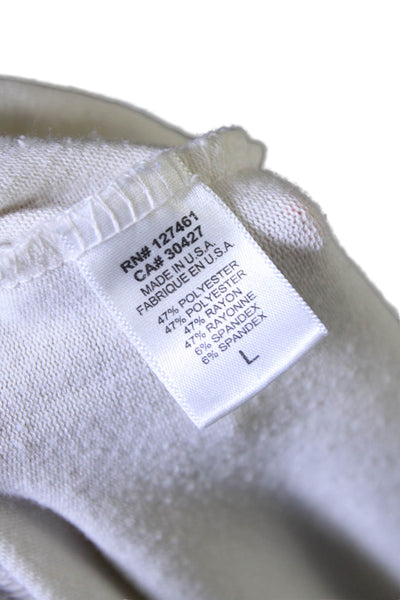 RN# 127461
CA# 30427
MADE IN U.S.A.
FABRIQUE EN U.S.A.
47% POLYESTER
47% POLYESTER
47% RAYON
47% RAYONNE
6% SPANDEX
6% SPANDEX
L